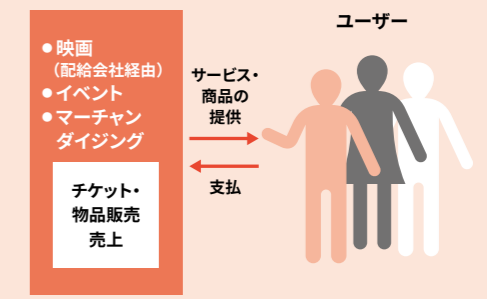 ユーザー
●映画
（配給会社経由）
●イベント
●マーチャン
ダイジング
チケット・
物品販売
売上
サービス・
商品の
提供
支払